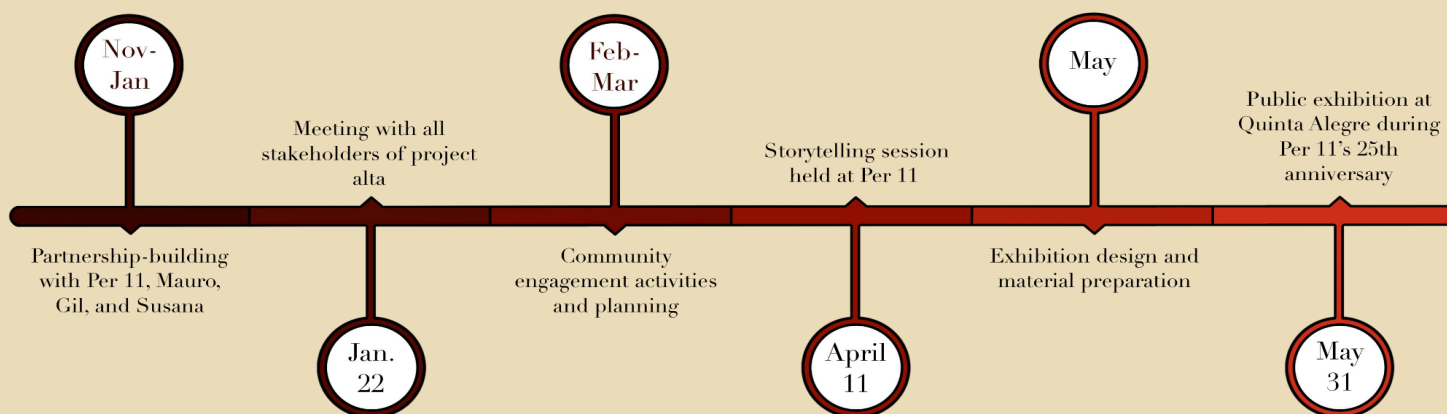 Nov-
Jan
Partnership-building
with Per 11, Mauro,
Gil, and Susana
Meeting with all
stakeholders of project
alta
Jan.
22
Feb-
Mar
Community
engagement activities
and planning
Storytelling session
held at Per 11
April
11
May
Exhibition design and
material preparation
Public exhibition at
Quinta Alegre during
Per 11's 25th
anniversary
May
31